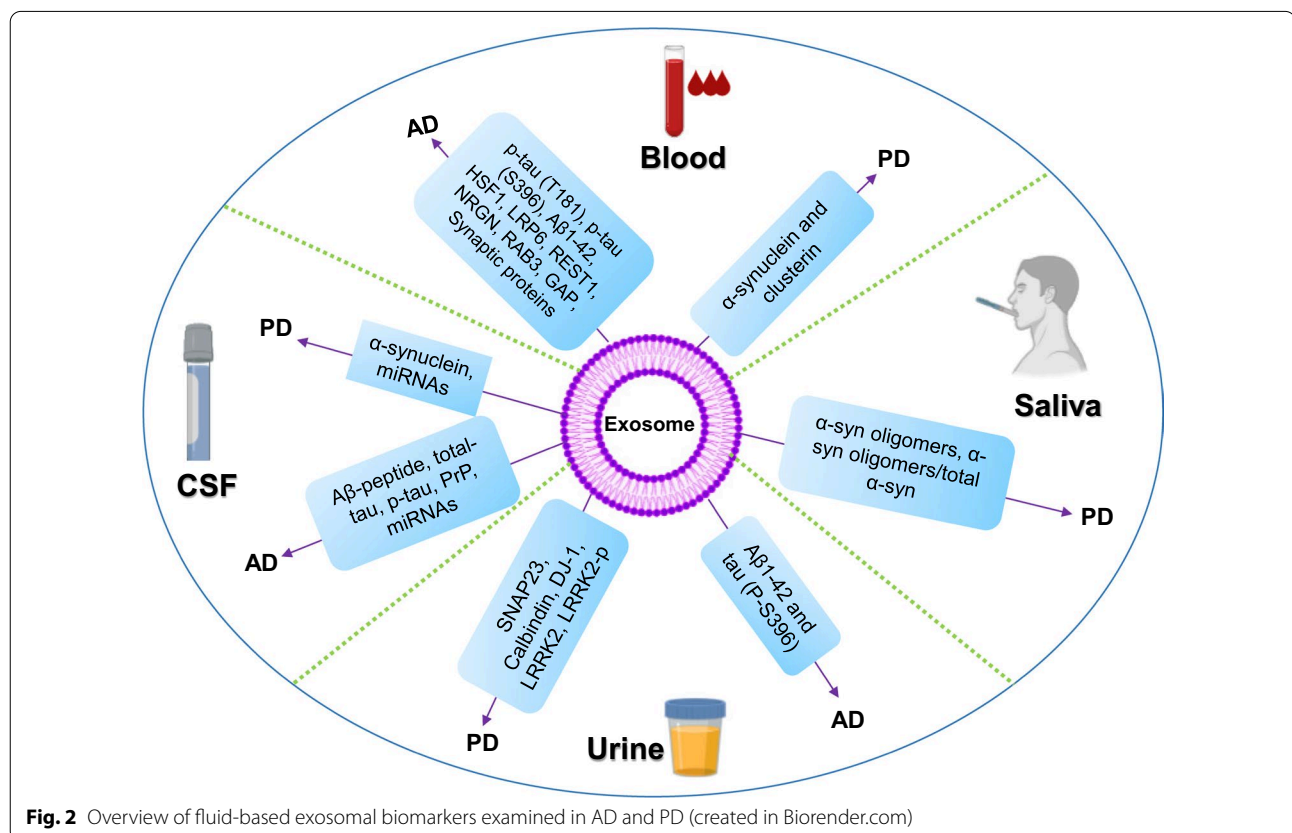 Blood
AD
p-tau (T181), p-tau
(S396), Aβ1-42,
HSF1, LRP6, REST1,
NRGN, RAB3, GAP,
Synaptic proteins
PD
α-synuclein and
clusterin
Saliva
α-syn oligomers, α-
syn oligomers/total
α-syn
PD
Exosome
CSF
PD
α-synuclein,
miRNAs
Aβ-peptide, total-
tau, p-tau, PrP,
miRNAs
AD
SNAP23,
Calbindin, DJ-1,
LRRK2, LRRK2-p
PD
Aβ1-42 and
tau (P-S396)
AD
Urine
Fig. 2 Overview of fluid-based exosomal biomarkers examined in AD and PD (created in Biorender.com)